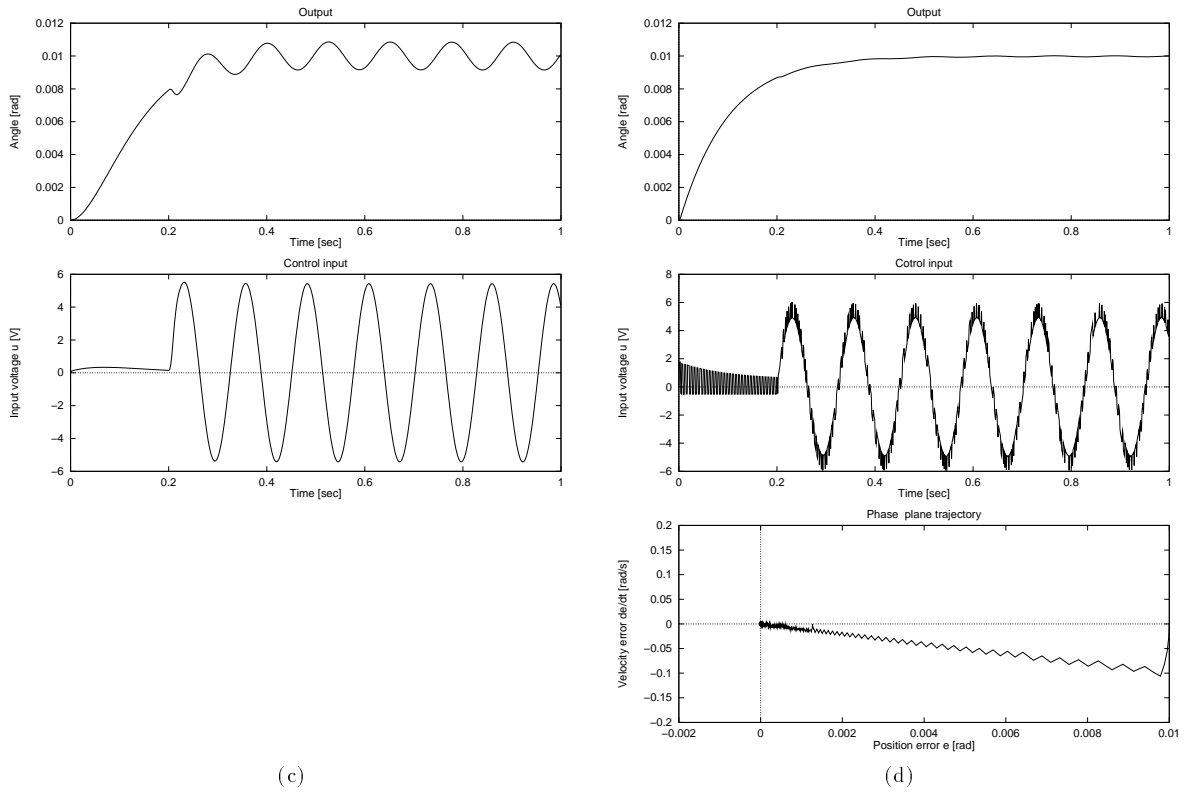 Output
Angle [rad]
0.012
0.010
0.008
0.006
0.004
0.002
0
0 0.2 0.4 0.6 0.8 1
Time [sec]
Control input
Input voltage u [V]
6
4
2
0
−2
−4
−6
0 0.2 0.4 0.6 0.8 1
Time [sec]
(c)
Output
Angle [rad]
0.012
0.010
0.008
0.006
0.004
0.002
0
0 0.2 0.4 0.6 0.8 1
Time [sec]
Cotrol input
Input voltage u [V]
8
6
4
2
0
−2
−4
−6
0 0.2 0.4 0.6 0.8 1
Time [sec]
Phase plane trajectory
Velocity error de/dt [rad/s]
0.2
0.15
0.1
0.05
0
−0.05
−0.1
−0.15
−0.2
−0.002 0 0.002 0.004 0.006 0.008 0.01
Position error e [rad]
(d)